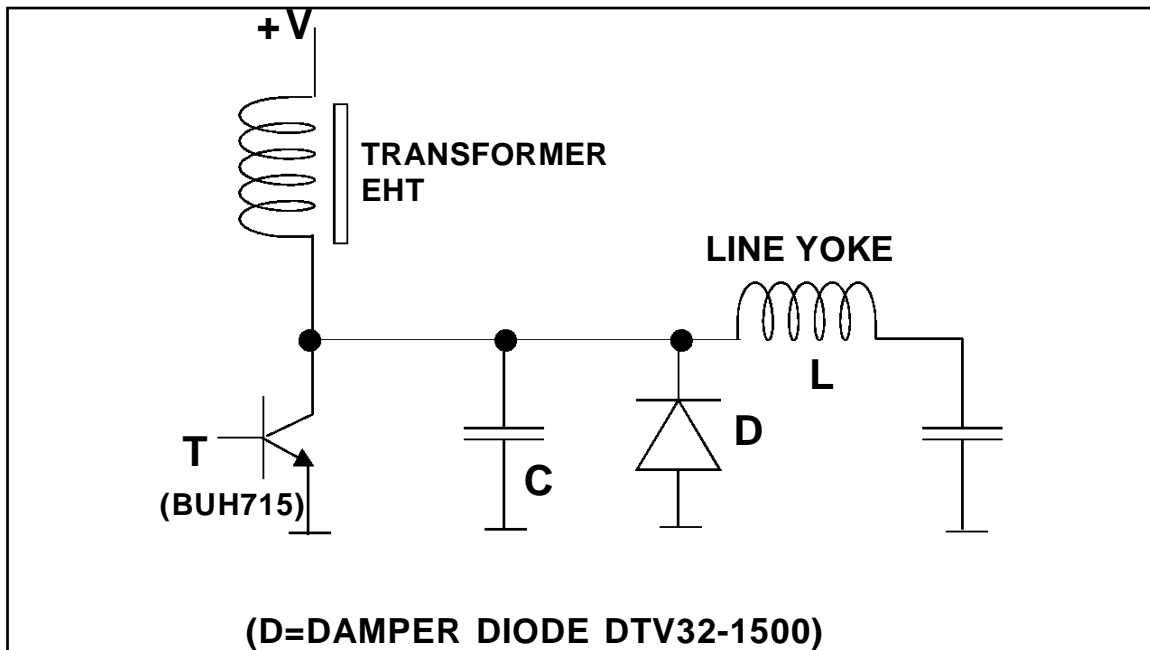 +V
TRANSFORMER
EHT
LINE YOKE
L
T
(BUH715)
C
D
(D=DAMPER DIODE DTV32-1500)